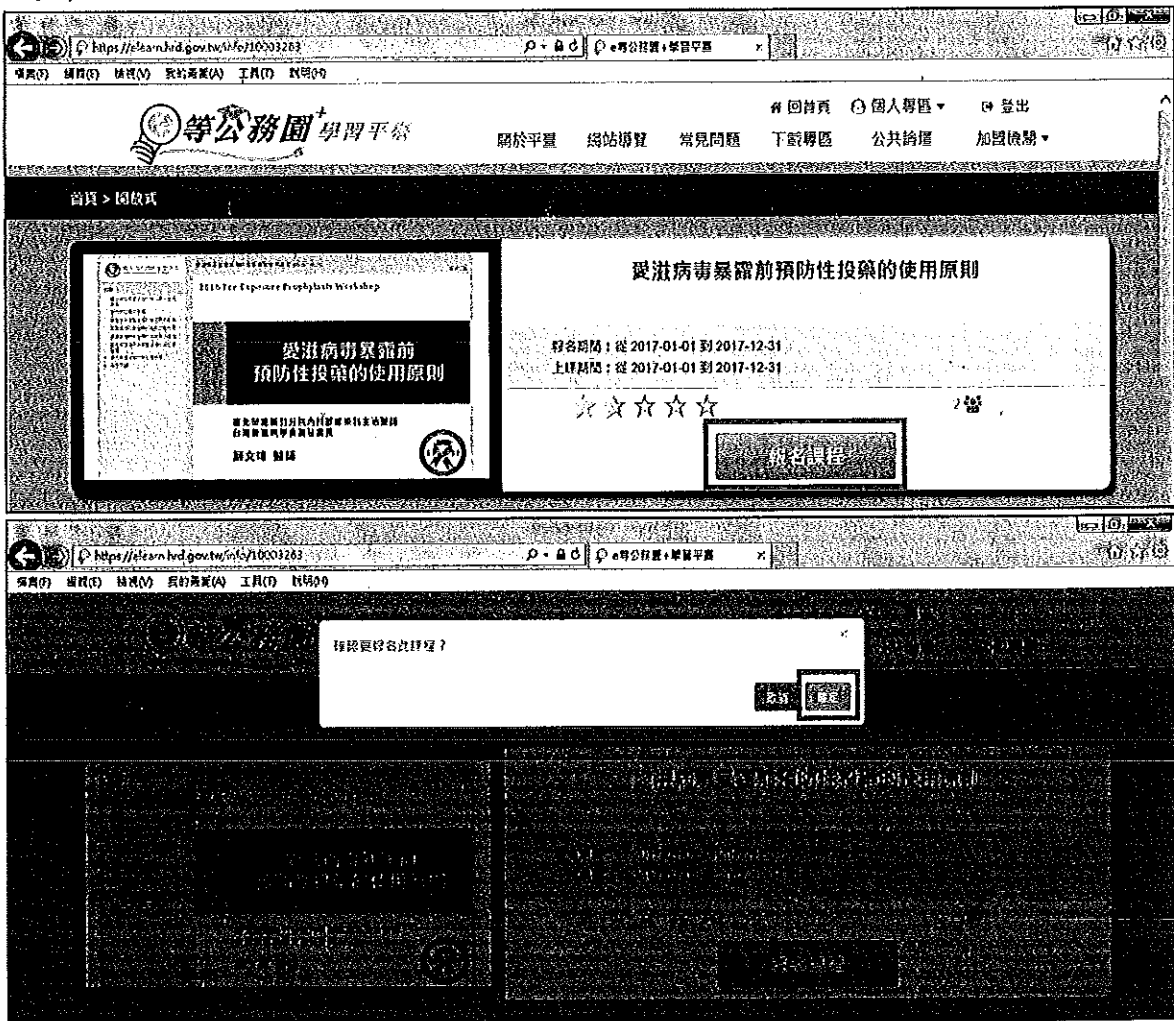 https://elearn.hrd.gov.tw/info/10003263
e等公務園+學習平臺
檔案(F) 編輯(E) 檢視(V) 我的最愛(A) 工具(T) 說明(H)
回首頁 個人專區 登出
等公務園+學習平臺
關於平臺 網站導覽 常見問題 下載專區 公共論壇 加盟機關
首頁 > 開放式
2016 Pre-Exposure Prophylaxis Workshop
愛滋病毒暴露前
預防性投藥的使用原則
醫師
愛滋病毒暴露前預防性投藥的使用原則
報名期間：從 2017-01-01 到 2017-12-31
上課期間：從 2017-01-01 到 2017-12-31
2
報名課程
https://elearn.hrd.gov.tw/info/10003263
e等公務園+學習平臺
檔案(F) 編輯(E) 檢視(V) 我的最愛(A) 工具(T) 說明(H)
確認要報名此課程？
取消 確定